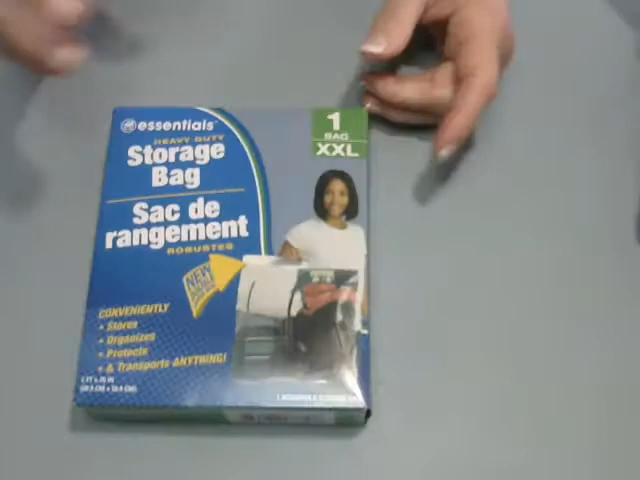 essentials
HEAVY DUTY
Storage
Bag
Sac de
rangement
ROBUSTES
1
BAG
XXL
NEW
CONVENIENTLY
• Stores
• Organizes
• Protects
• & Transports ANYTHING!